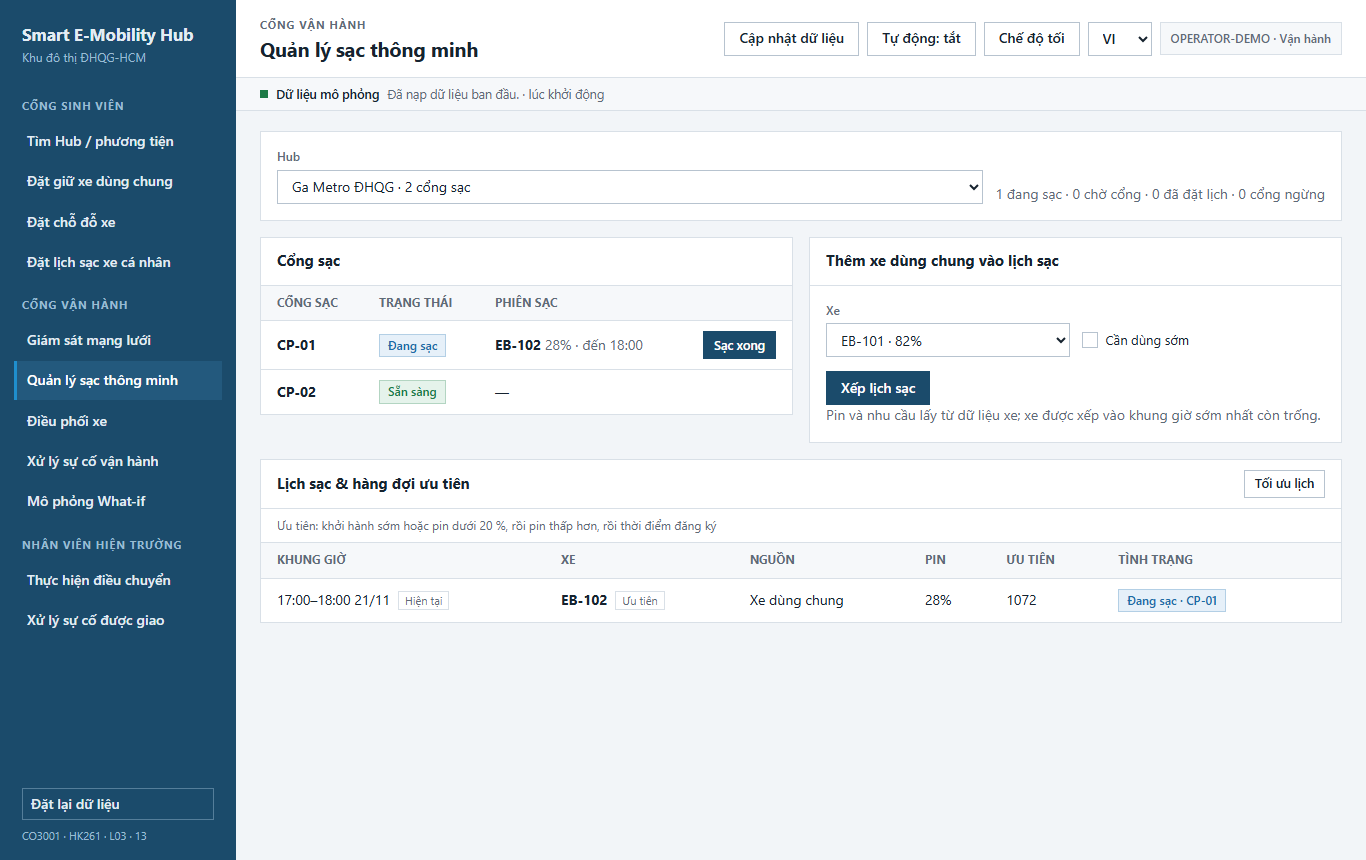 Smart E-Mobility Hub
Khu đô thị ĐHQG-HCM
CỔNG SINH VIÊN
Tìm Hub / phương tiện
Đặt giữ xe dùng chung
Đặt chỗ đỗ xe
Đặt lịch sạc xe cá nhân
CỔNG VẬN HÀNH
Giám sát mạng lưới
Quản lý sạc thông minh
Điều phối xe
Xử lý sự cố vận hành
Mô phỏng What-if
NHÂN VIÊN HIỆN TRƯỜNG
Thực hiện điều chuyển
Xử lý sự cố được giao
Đặt lại dữ liệu
CO3001 · HK261 · L03 · 13
CỔNG VẬN HÀNH
Quản lý sạc thông minh
Cập nhật dữ liệu
Tự động: tắt
Chế độ tối
VI
OPERATOR-DEMO · Vận hành
Dữ liệu mô phỏng Đã nạp dữ liệu ban đầu. · lúc khởi động
Hub
Ga Metro ĐHQG · 2 cổng sạc
1 đang sạc · 0 chờ cổng · 0 đã đặt lịch · 0 cổng ngừng
Cổng sạc
CỔNG SẠC TRẠNG THÁI PHIÊN SẠC
CP-01 Đang sạc EB-102 28% · đến 18:00 Sạc xong
CP-02 Sẵn sàng —
Thêm xe dùng chung vào lịch sạc
Xe
EB-101 · 82% Cần dùng sớm
Xếp lịch sạc
Pin và nhu cầu lấy từ dữ liệu xe; xe được xếp vào khung giờ sớm nhất còn trống.
Lịch sạc & hàng đợi ưu tiên Tối ưu lịch
Ưu tiên: khởi hành sớm hoặc pin dưới 20 %, rồi pin thấp hơn, rồi thời điểm đăng ký
KHUNG GIỜ XE NGUỒN PIN ƯU TIÊN TÌNH TRẠNG
17:00–18:00 21/11 Hiện tại EB-102 Ưu tiên Xe dùng chung 28% 1072 Đang sạc · CP-01